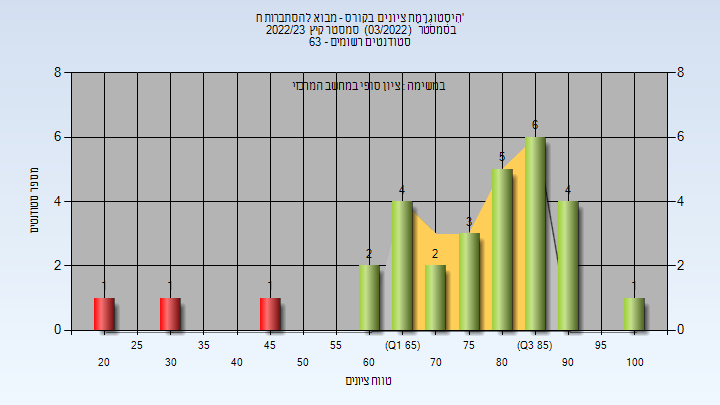 היסטוגרמת ציונים בקורס - מבוא להסתברות ח'
בסמסטר (03/2022) סמסטר קיץ 2022/23
סטודנטים רשומים - 63
במשימה : ציון סופי במחשב המרכזי
8 8
6 6
4 4
2 2
0 0
מספר סטודנטים
1 1 1 2 4 2 3 5 6 4 1
25 35 45 55 (Q1 65) 75 (Q3 85) 95
20 30 40 50 60 70 80 90 100
טווח ציונים